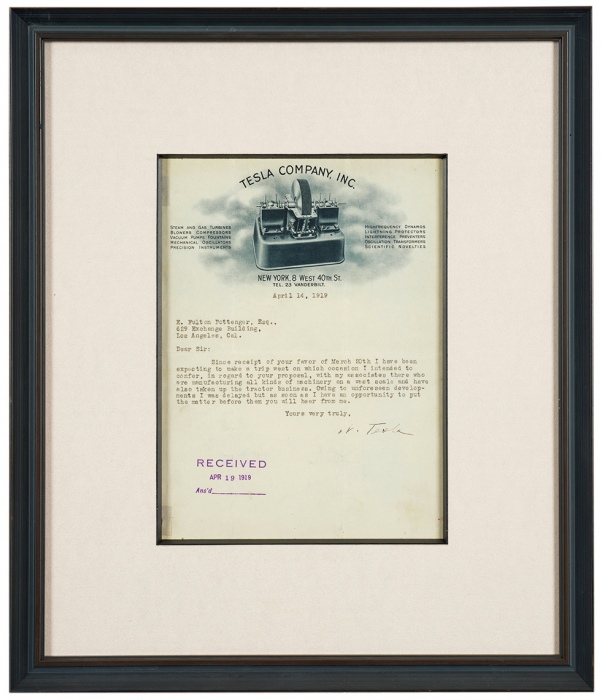 TESLA COMPANY, INC.
STEAM AND GAS TURBINES
BLOWERS COMPRESSORS
VACUUM PUMPS FOUNTAINS
MECHANICAL OSCILLATORS
PRECISION INSTRUMENTS
HIGHFREQUENCY DYNAMOS
LIGHTNING PROTECTORS
INTERFERENCE PREVENTERS
OSCILLATION TRANSFORMERS
SCIENTIFIC NOVELTIES
NEW YORK, 8 WEST 40TH. ST.
TEL. 23 VANDERBILT.
April 14, 1919
Fulton Pottenger, Esq.,
Exchange Building,
Los Angeles, Cal.
Dear Sir:
Since receipt of your favor of March 20th I have been
expecting to make a trip west on which occasion I intended to
confer, in regard to your proposal, with my associates there who
are manufacturing all kinds of machinery on a vast scale and have
also taken up the tractor business. Owing to unforeseen develop-
ments I was delayed but as soon as I have an opportunity to put
the matter before them you will hear from me.
Yours very truly,
N. Tesla
RECEIVED
APR 19 1919
Ans'd